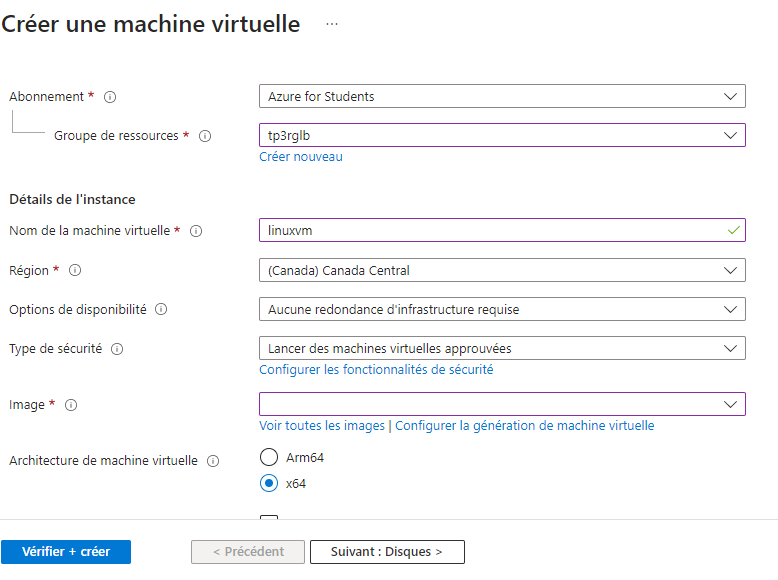 Créer une machine virtuelle ...
Abonnement * Azure for Students
Groupe de ressources * tp3rglb
Créer nouveau
Détails de l'instance
Nom de la machine virtuelle * linuxvm
Région * (Canada) Canada Central
Options de disponibilité Aucune redondance d'infrastructure requise
Type de sécurité Lancer des machines virtuelles approuvées
Configurer les fonctionnalités de sécurité
Image *
Voir toutes les images | Configurer la génération de machine virtuelle
Architecture de machine virtuelle Arm64
x64
Vérifier + créer < Précédent Suivant : Disques >